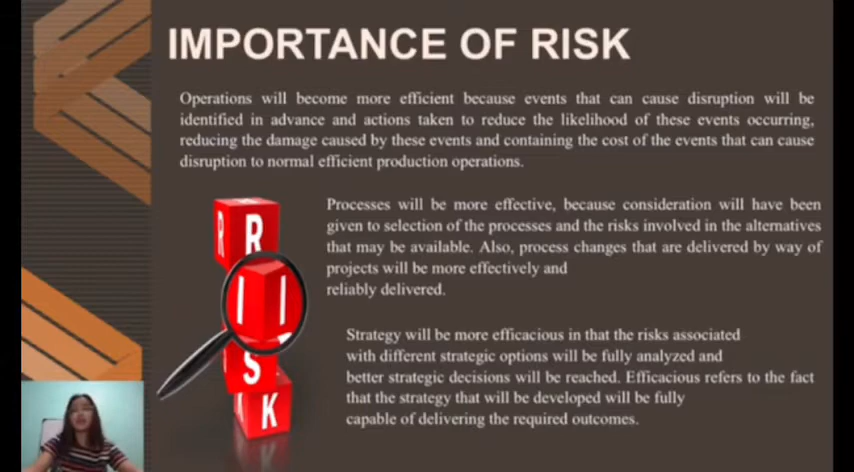 IMPORTANCE OF RISK
Operations will become more efficient because events that can cause disruption will be
identified in advance and actions taken to reduce the likelihood of these events occurring,
reducing the damage caused by these events and containing the cost of the events that can cause
disruption to normal efficient production operations.
Processes will be more effective, because consideration will have been
given to selection of the processes and the risks involved in the alternatives
that may be available. Also, process changes that are delivered by way of
projects will be more effectively and
reliably delivered.
R R
I I
S
K
Strategy will be more efficacious in that the risks associated
with different strategic options will be fully analyzed and
better strategic decisions will be reached. Efficacious refers to the fact
that the strategy that will be developed will be fully
capable of delivering the required outcomes.